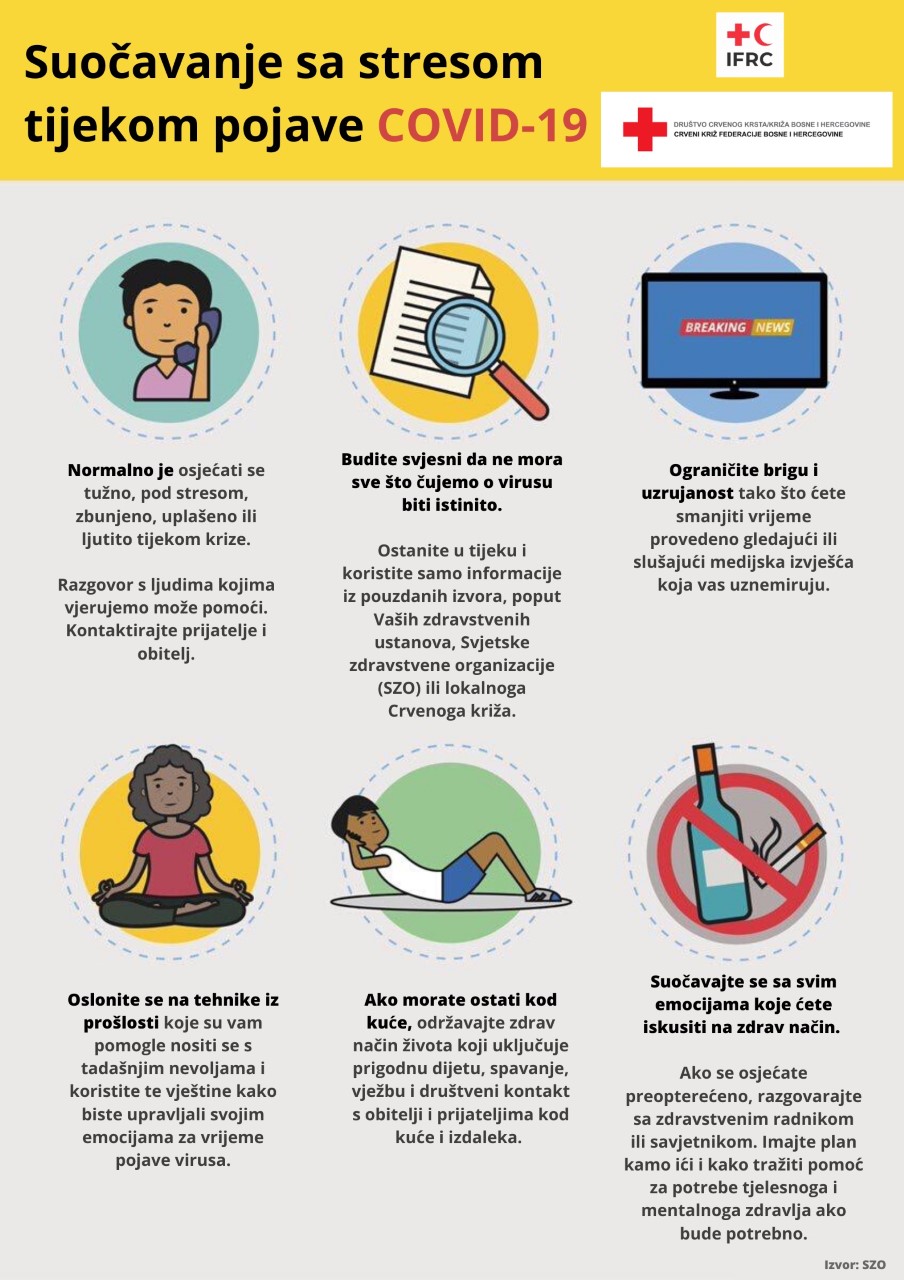 Suočavanje sa stresom
tijekom pojave COVID-19
IFRC
DRUŠTVO CRVENOG KRSTA/KRIŽA BOSNE I HERCEGOVINE
CRVENI KRIŽ FEDERACIJE BOSNE I HERCEGOVINE
BREAKING NEWS
Normalno je osjećati se
tužno, pod stresom,
zbunjeno, uplašeno ili
ljutito tijekom krize.
Razgovor s ljudima kojima
vjerujemo može pomoći.
Kontaktirajte prijatelje i
obitelj.
Budite svjesni da ne mora
sve što čujemo o virusu
biti istinito.
Ostanite u tijeku i
koristite samo informacije
iz pouzdanih izvora, poput
Vaših zdravstvenih
ustanova, Svjetske
zdravstvene organizacije
(SZO) ili lokalnoga
Crvenoga križa.
Ograničite brigu i
uzrujanost tako što ćete
smanjiti vrijeme
provedeno gledajući ili
slušajući medijska izvješća
koja vas uznemiruju.
Oslonite se na tehnike iz
prošlosti koje su vam
pomogle nositi se s
tadašnjim nevoljama i
koristite te vještine kako
biste upravljali svojim
emocijama za vrijeme
pojave virusa.
Ako morate ostati kod
kuće, održavajte zdrav
način života koji uključuje
prigodnu dijetu, spavanje,
vježbu i društveni kontakt
s obitelji i prijateljima kod
kuće i izdaleka.
Suočavajte se sa svim
emocijama koje ćete
iskusiti na zdrav način.
Ako se osjećate
preopterećeno, razgovarajte
sa zdravstvenim radnikom
ili savjetnikom. Imajte plan
kamo ići i kako tražiti pomoć
za potrebe tjelesnoga i
mentalnoga zdravlja ako
bude potrebno.
Izvor: SZO